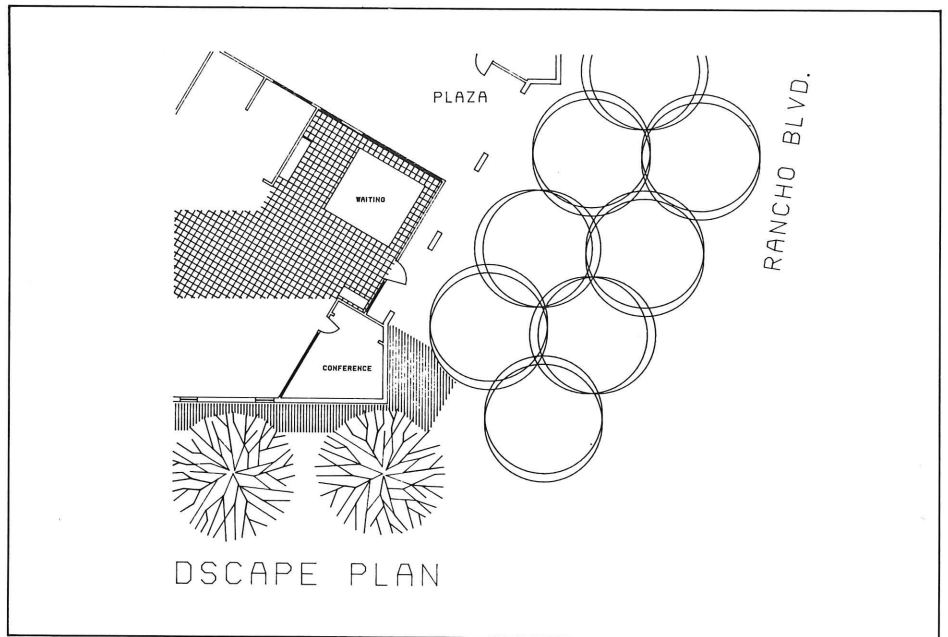 PLAZA
RANCHO BLVD.
WAITING
CONFERENCE
DSCAPE PLAN